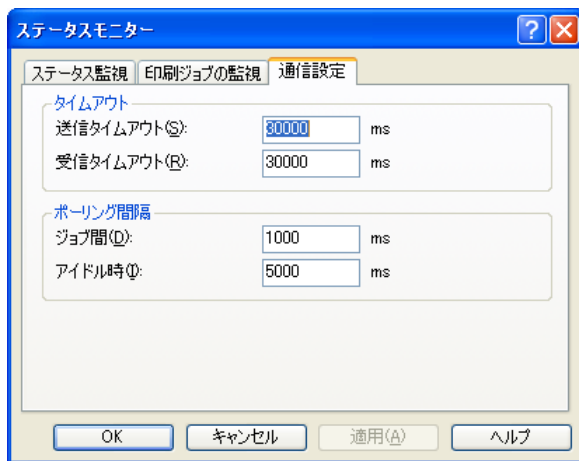 ステータスモニター
ステータス監視 印刷ジョブの監視 通信設定
タイムアウト
送信タイムアウト(S): 30000 ms
受信タイムアウト(R): 30000 ms
ポーリング間隔
ジョブ間(D): 1000 ms
アイドル時(I): 5000 ms
OK キャンセル 適用(A) ヘルプ